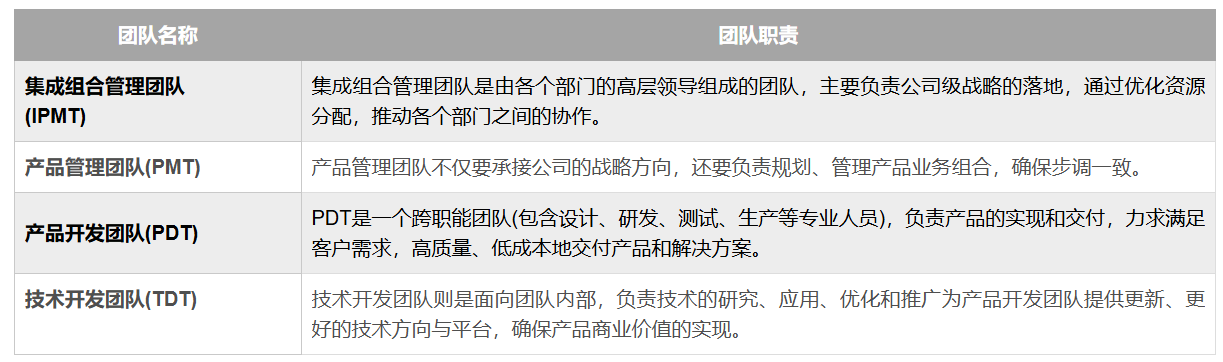 团队名称
团队职责
集成组合管理团队
(IPMT)
集成组合管理团队是由各个部门的高层领导组成的团队，主要负责公司级战略的落地，通过优化资源
分配，推动各个部门之间的协作。
产品管理团队(PMT)
产品管理团队不仅要承接公司的战略方向，还要负责规划、管理产品业务组合，确保步调一致。
产品开发团队(PDT)
PDT是一个跨职能团队(包含设计、研发、测试、生产等专业人员)，负责产品的实现和交付，力求满足
客户需求，高质量、低成本地交付产品和解决方案。
技术开发团队(TDT)
技术开发团队则是面向团队内部，负责技术的研究、应用、优化和推广为产品开发团队提供更新、更
好的技术方向与平台，确保产品商业价值的实现。